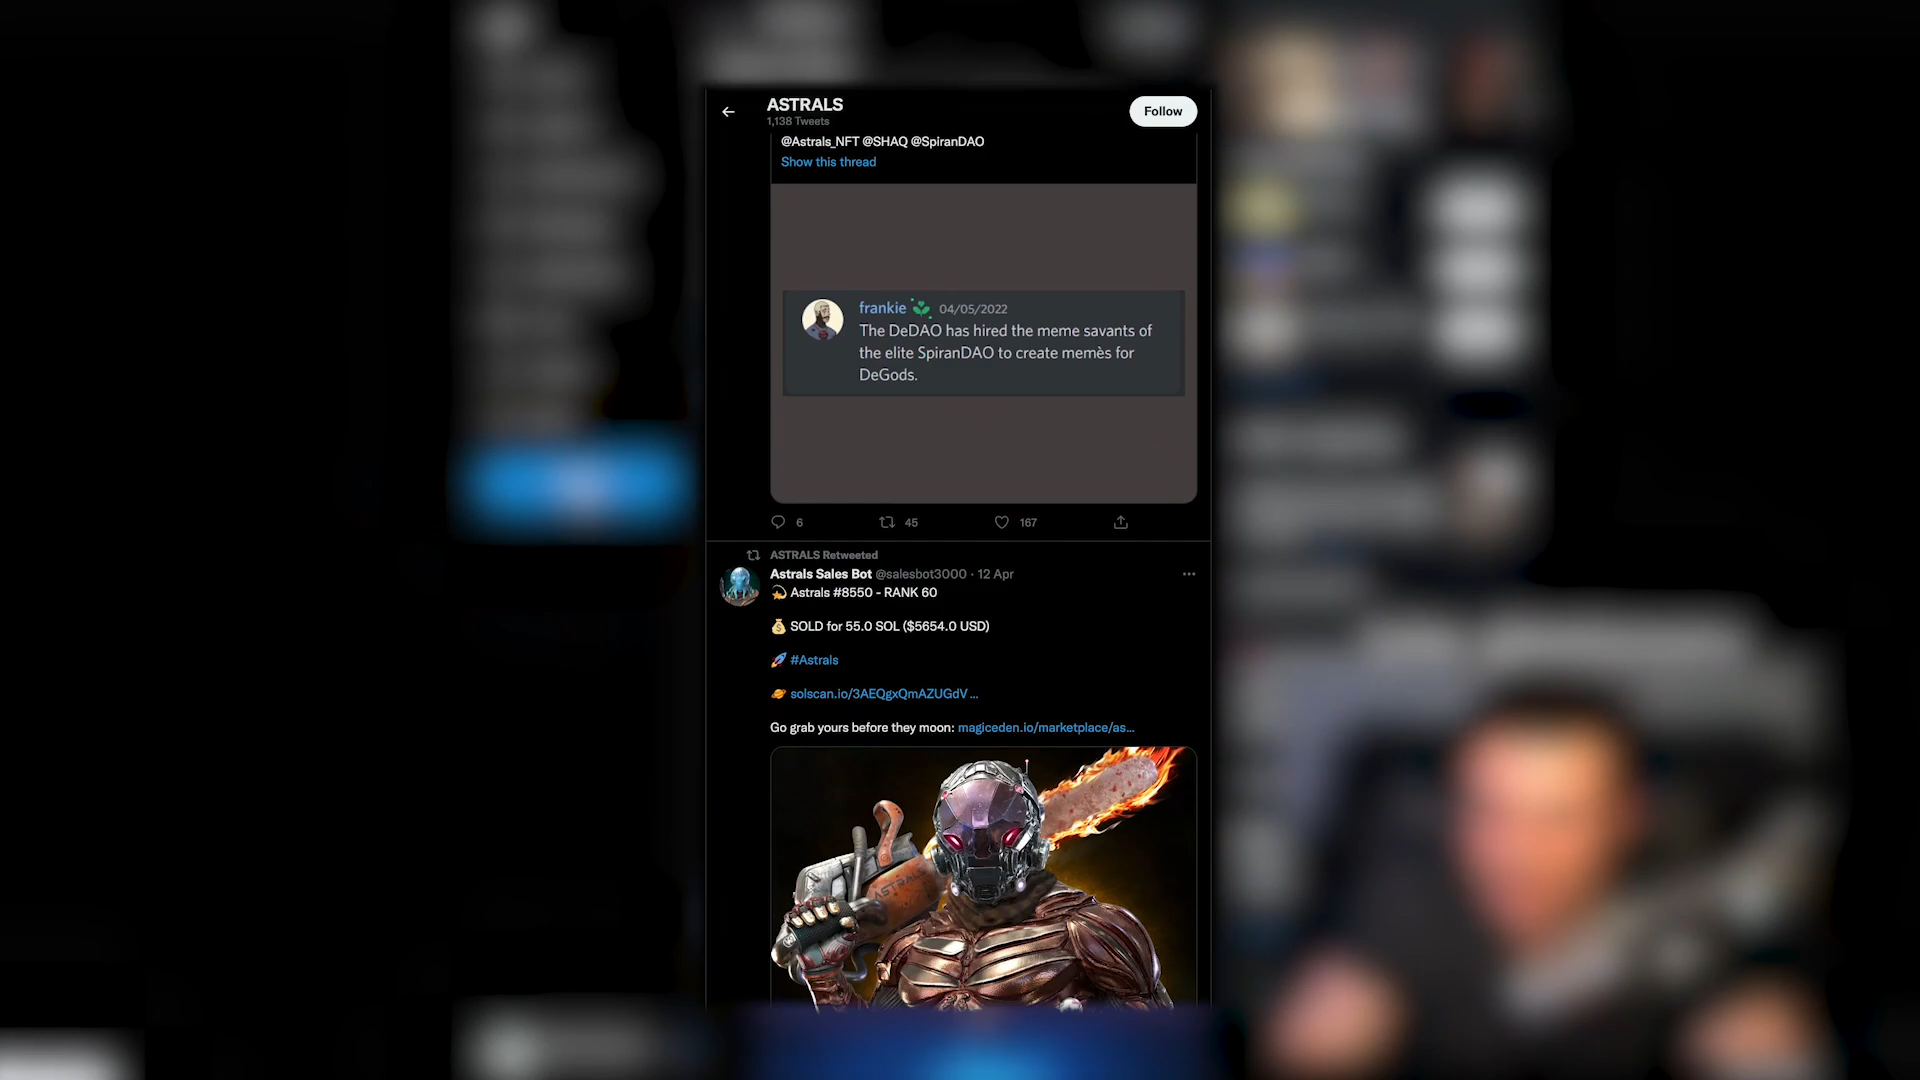 ASTRALS
1,138 Tweets
Follow
@Astrals_NFT @SHAQ @SpiranDAO
Show this thread
frankie 04/05/2022
The DeDAO has hired the meme savants of
the elite SpiranDAO to create memès for
DeGods.
6 45 167
ASTRALS Retweeted
Astrals Sales Bot @salesbot3000 · 12 Apr
Astrals #8550 - RANK 60
SOLD for 55.0 SOL ($5654.0 USD)
#Astrals
solscan.io/3AEQgxQmAZUGdV...
Go grab yours before they moon: magiceden.io/marketplace/as...
ASTRALS